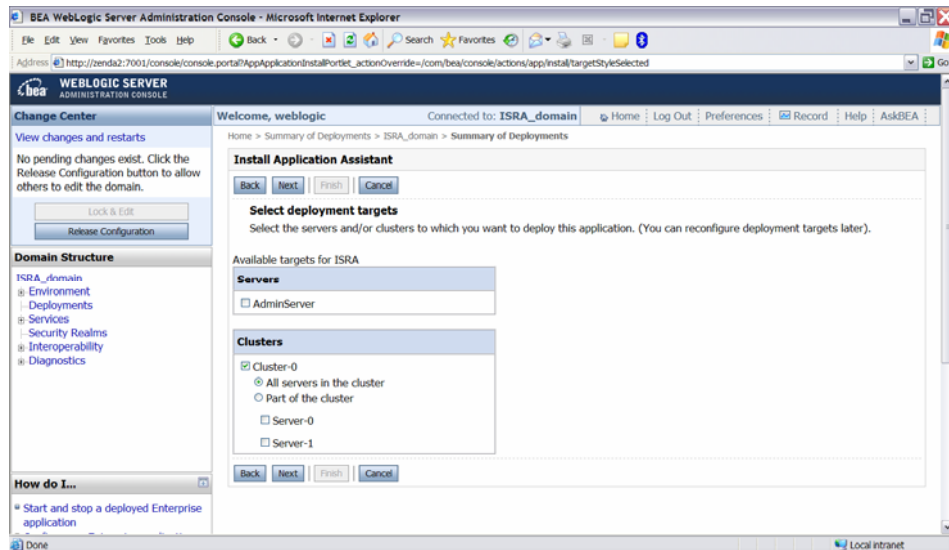 BEA WebLogic Server Administration Console - Microsoft Internet Explorer
File Edit View Favorites Tools Help
Back Search Favorites
Address http://zenda2:7001/console/console.portal?AppApplicationInstallPortlet_actionOverride=/com/bea/console/actions/app/install/targetStyleSelected Go
bea WEBLOGIC SERVER
ADMINISTRATION CONSOLE
Change Center
View changes and restarts
No pending changes exist. Click the
Release Configuration button to allow
others to edit the domain.
Lock & Edit
Release Configuration
Domain Structure
ISRA_domain
Environment
Deployments
Services
Security Realms
Interoperability
Diagnostics
How do I...
Start and stop a deployed Enterprise
application
Welcome, weblogic Connected to: ISRA_domain Home Log Out Preferences Record Help AskBEA
Home > Summary of Deployments > ISRA_domain > Summary of Deployments
Install Application Assistant
Back Next Finish Cancel
Select deployment targets
Select the servers and/or clusters to which you want to deploy this application. (You can reconfigure deployment targets later).
Available targets for ISRA
Servers
AdminServer
Clusters
Cluster-0
All servers in the cluster
Part of the cluster
Server-0
Server-1
Back Next Finish Cancel
Done Local intranet